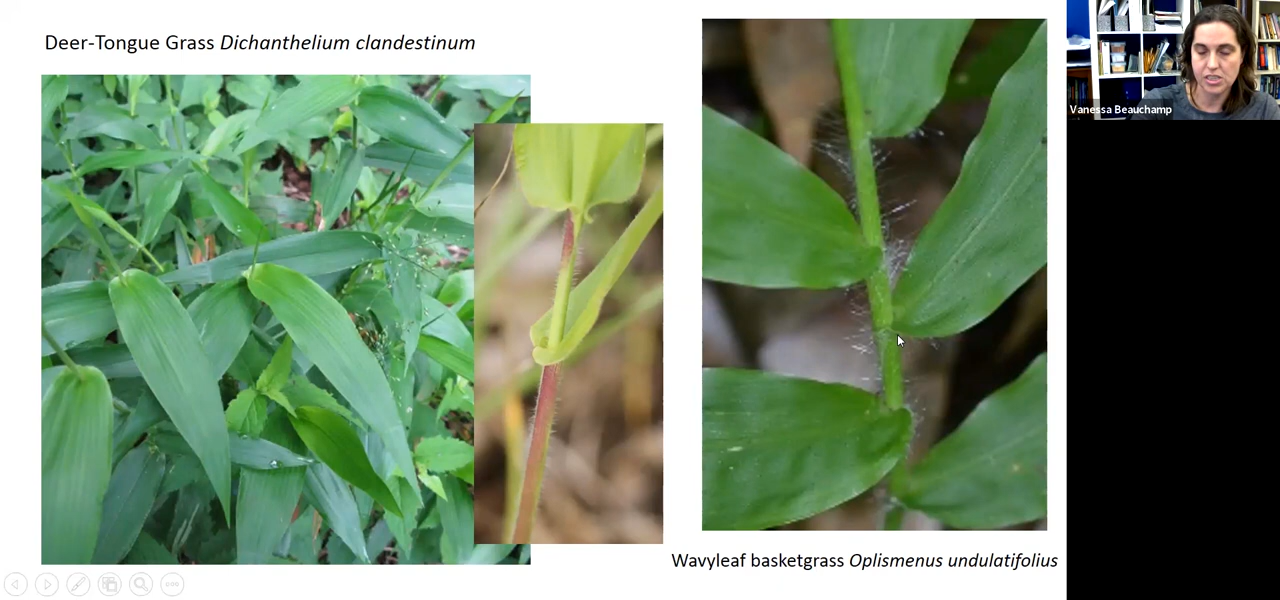 Deer-Tongue Grass Dichanthelium clandestinum
Vanessa Beauchamp
Wavyleaf basketgrass Oplismenus undulatifolius